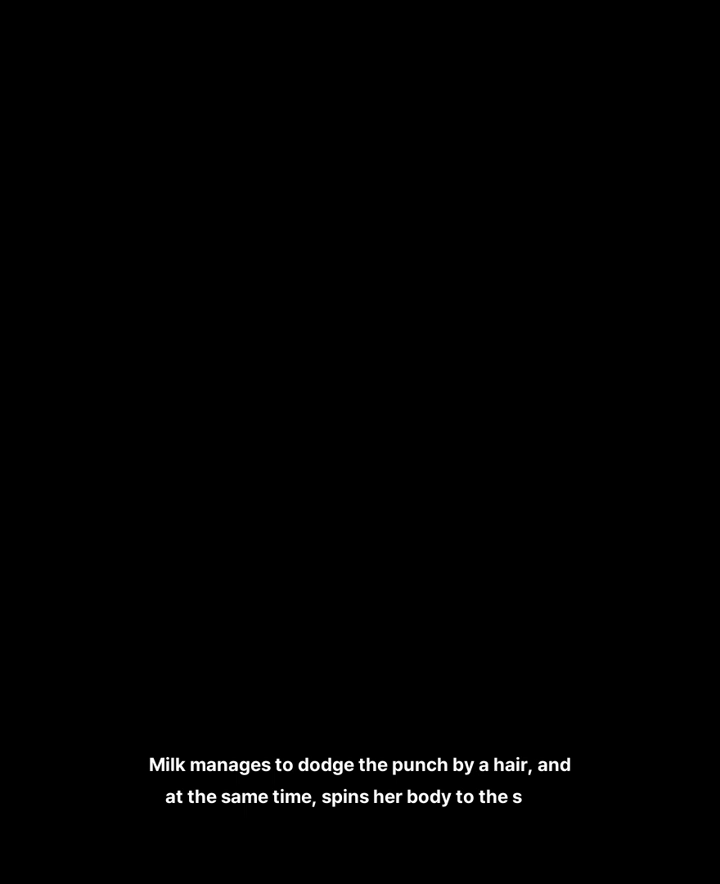 Milk manages to dodge the punch by a hair, and
at the same time, spins her body to the s